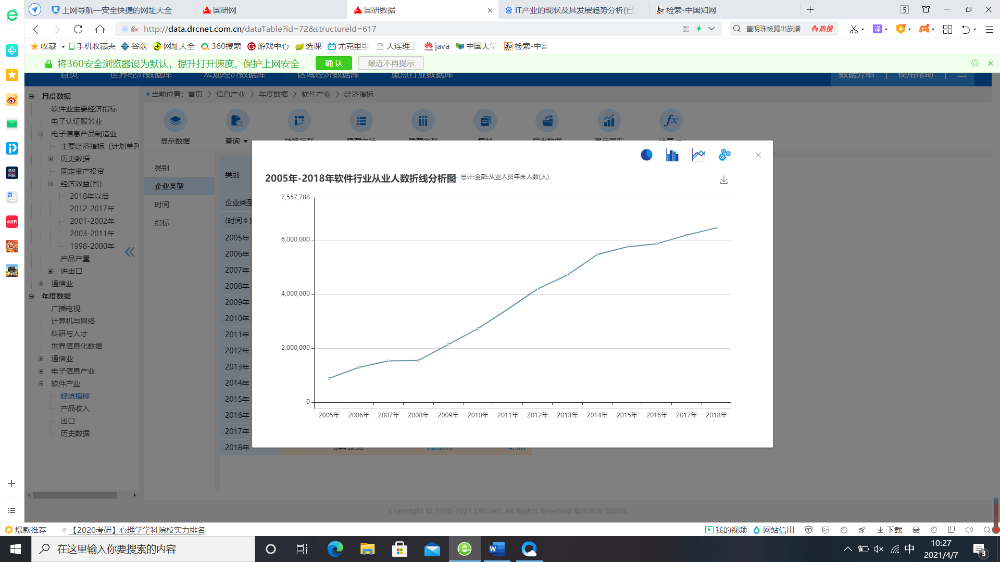 上网导航—安全快捷的网址大全
国研网
国研数据
IT产业的现状及其发展趋势分析(已
检索-中国知网
5
http://data.drcnet.com.cn/dataTable?id=72&structureId=617
董明珠被踢出族谱
热搜
收藏
手机收藏夹
谷歌
网址大全
360搜索
游戏中心
选课
尤克里里
大连理工
java
中国大学
检索-中国
将360安全浏览器设为默认，提升打开速度，保护上网安全
确 认
最近不再提示
首页
世界经济数据库
宏观经济数据库
区域经济数据库
重点行业数据库
数据介绍
使用帮助
当前位置：首页 > 信息产业 > 年度数据 > 软件产业 > 经济指标
月度数据
软件业主要经济指标
电子认证服务业
电子信息产品制造业
主要经济指标（计划单列
历史数据
固定资产投资
经济效益(省)
2018年以后
2012-2017年
2001-2002年
2003-2011年
1998-2000年
产品产量
进出口
通信业
年度数据
广播电视
计算机与网络
科研与人才
世界信息化数据
通信业
电子信息产业
软件产业
经济指标
产品收入
出口
历史数据
显示数据
查询
转换行列
隐藏空行
隐藏空列
复制
导出数据
显示图形
计算
类别
企业类型
时间
指标
类别
企业类型
(时间
2005年
2006年
2007年
2008年
2009年
2010年
2011年
2012年
2013年
2014年
2015年
2016年
2017年
2018年
6443258
269696
4.367
2005年-2018年软件行业从业人数折线分析图
总计:全部:从业人员年末人数(人)
7,557,788
6,000,000
4,000,000
2,000,000
0
2005年 2006年 2007年 2008年 2009年 2010年 2011年 2012年 2013年 2014年 2015年 2016年 2017年 2018年
Copyright © 1998-2021 DRCnet. All Rights Reserved 版权所有 国研网
爆款推荐
【2020考研】心理学学科院校实力排名
我的视频
网站信用
下载
在这里输入你要搜索的内容
中
10:27
2021/4/7
3